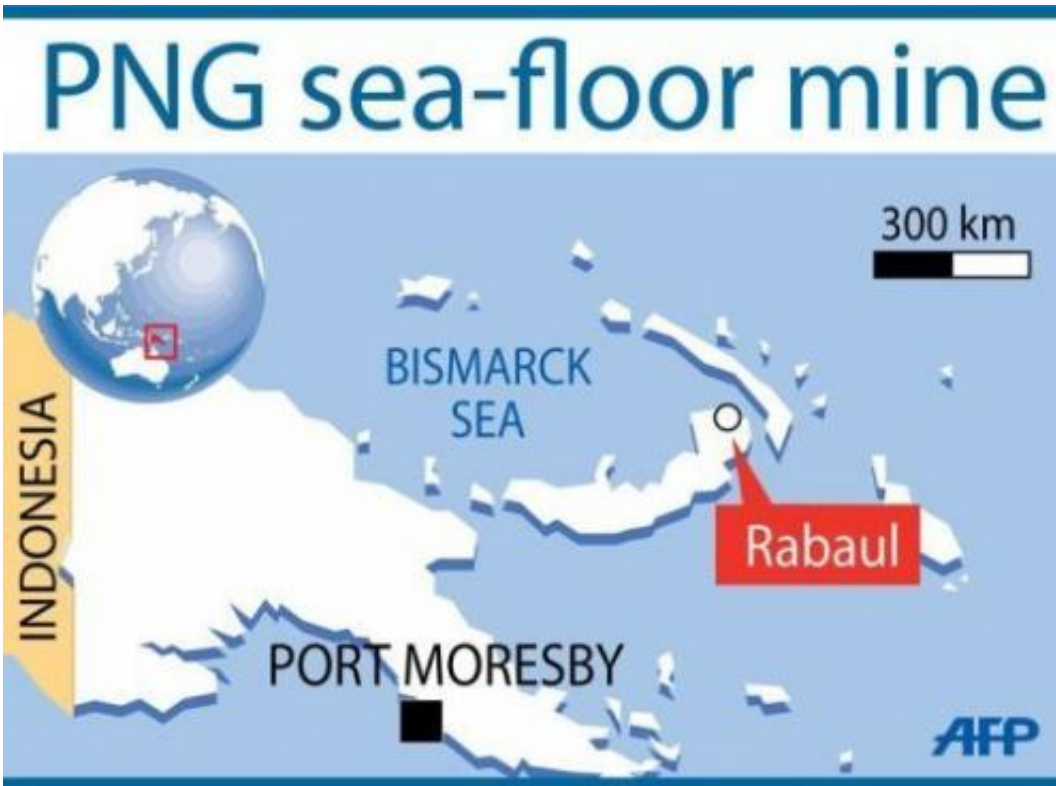 PNG sea-floor mine
300 km
BISMARCK
SEA
INDONESIA
Rabaul
PORT MORESBY
AFP